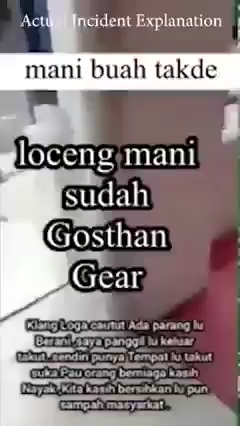 Actual Incident Explanation
mani buah takde
loceng mani
sudah
Gosthan
Gear
Klang Loga cautut Ada parang lu
Berani ,saya panggil lu keluar
takut ,sendiri punya Tempat lu takut
suka Pau orang berniaga kasih
Nayak ,Kita kasih bersihkan lu pun
sampah masyarkat .